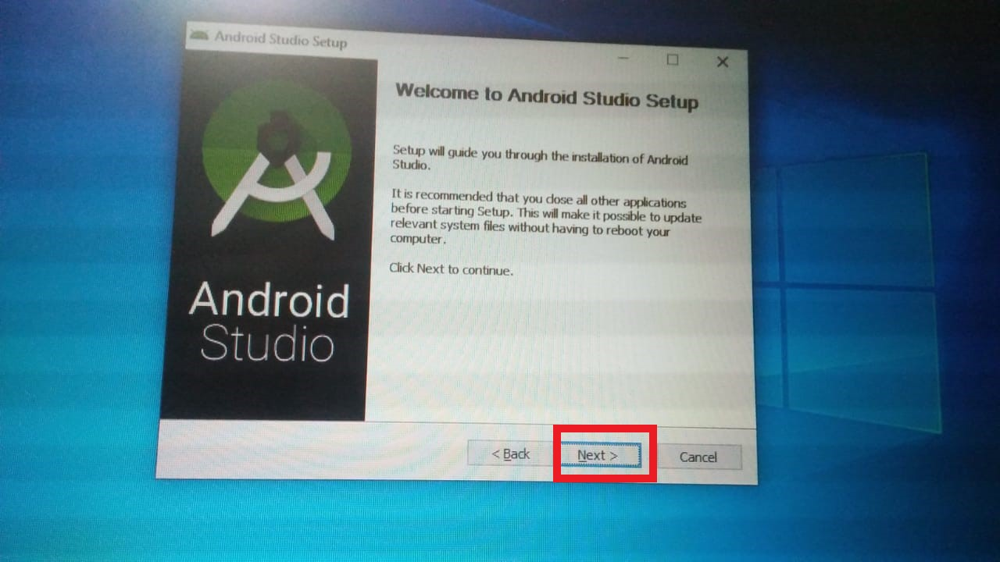 Android Studio Setup
Welcome to Android Studio Setup
Setup will guide you through the installation of Android
Studio.
It is recommended that you close all other applications
before starting Setup. This will make it possible to update
relevant system files without having to reboot your
computer.
Click Next to continue.
Android
Studio
< Back
Next >
Cancel